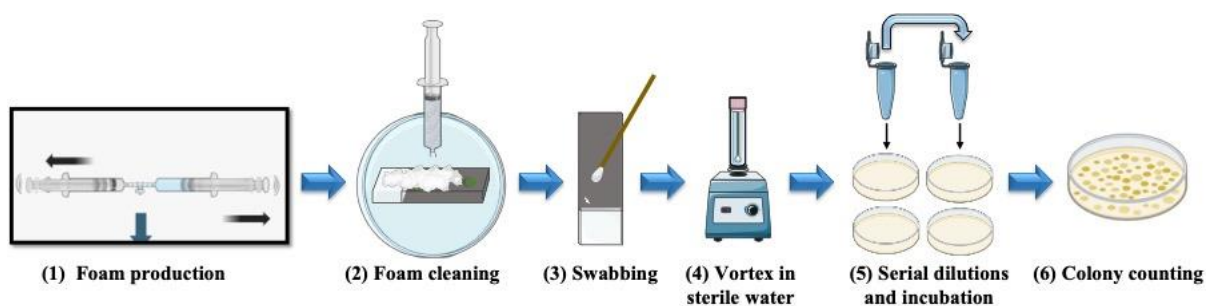 (1) Foam production
(2) Foam cleaning
(3) Swabbing
(4) Vortex in
sterile water
(5) Serial dilutions
and incubation
(6) Colony counting